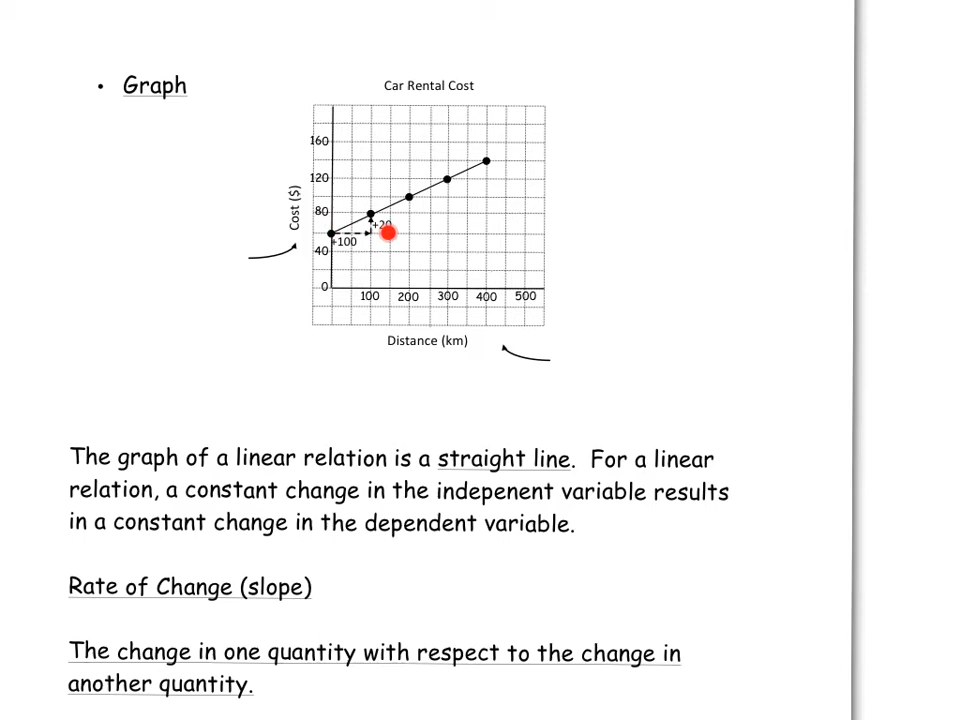 • Graph
Car Rental Cost
160
120
80
40
0
Cost ($)
+20
+100
100 200 300 400 500
Distance (km)
The graph of a linear relation is a straight line. For a linear
relation, a constant change in the indepenent variable results
in a constant change in the dependent variable.
Rate of Change (slope)
The change in one quantity with respect to the change in
another quantity.